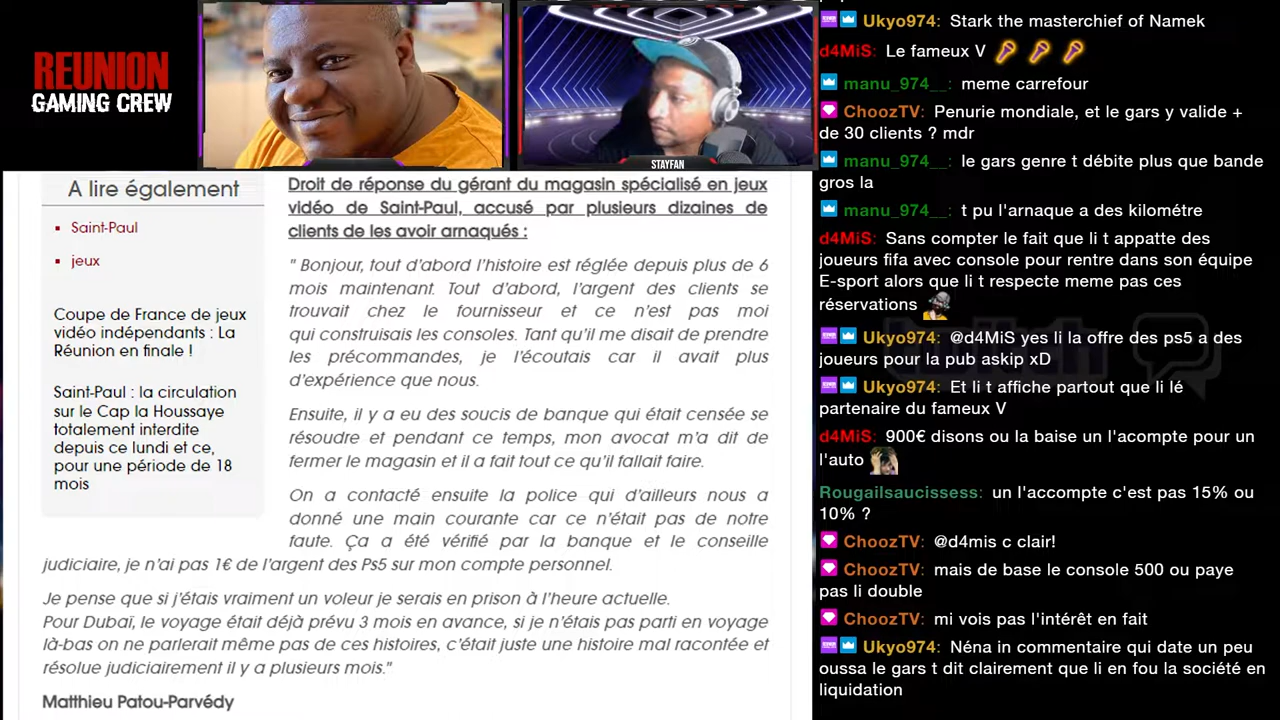 REUNION
GAMING CREW
STAYFAN
A lire également
Saint-Paul
jeux
Coupe de France de jeux
vidéo indépendants : La
Réunion en finale !
Saint-Paul : la circulation
sur le Cap la Houssaye
totalement interdite
depuis ce lundi et ce,
pour une période de 18
mois
Droit de réponse du gérant du magasin spécialisé en jeux
vidéo de Saint-Paul, accusé par plusieurs dizaines de
clients de les avoir arnaqués :
" Bonjour, tout d'abord l'histoire est réglée depuis plus de 6
mois maintenant. Tout d'abord, l'argent des clients se
trouvait chez le fournisseur et ce n'est pas moi
qui construisais les consoles. Tant qu'il me disait de prendre
les précommandes, je l'écoutais car il avait plus
d'expérience que nous.
Ensuite, il y a eu des soucis de banque qui était censée se
résoudre et pendant ce temps, mon avocat m'a dit de
fermer le magasin et il a fait tout ce qu'il fallait faire.
On a contacté ensuite la police qui d'ailleurs nous a
donné une main courante car ce n'était pas de notre
faute. Ça a été vérifié par la banque et le conseille
judiciaire, je n'ai pas 1€ de l'argent des Ps5 sur mon compte personnel.
Je pense que si j'étais vraiment un voleur je serais en prison à l'heure actuelle.
Pour Dubaï, le voyage était déjà prévu 3 mois en avance, si je n'étais pas parti en voyage
là-bas on ne parlerait même pas de ces histoires, c'était juste une histoire mal racontée et
résolue judiciairement il y a plusieurs mois."
Matthieu Patou-Parvédy
Ukyo974: Stark the masterchief of Namek
d4MiS: Le fameux V
manu_974__: meme carrefour
ChoozTV: Penurie mondiale, et le gars y valide +
de 30 clients ? mdr
manu_974__: le gars genre t débite plus que bande
gros la
manu_974__: t pu l'arnaque a des kilométre
d4MiS: Sans compter le fait que li t appatte des
joueurs fifa avec console pour rentre dans son équipe
E-sport alors que li t respecte meme pas ces
réservations
Ukyo974: @d4MiS yes li la offre des ps5 a des
joueurs pour la pub askip xD
Ukyo974: Et li t affiche partout que li lé
partenaire du fameux V
d4MiS: 900€ disons ou la baise un l'acompte pour un
l'auto
Rougailsaucissess: un l'accompte c'est pas 15% ou
10% ?
ChoozTV: @d4mis c clair!
ChoozTV: mais de base le console 500 ou paye
pas li double
ChoozTV: mi vois pas l'intérêt en fait
Ukyo974: Néna in commentaire qui date un peu
oussa le gars t dit clairement que li en fou la société en
liquidation